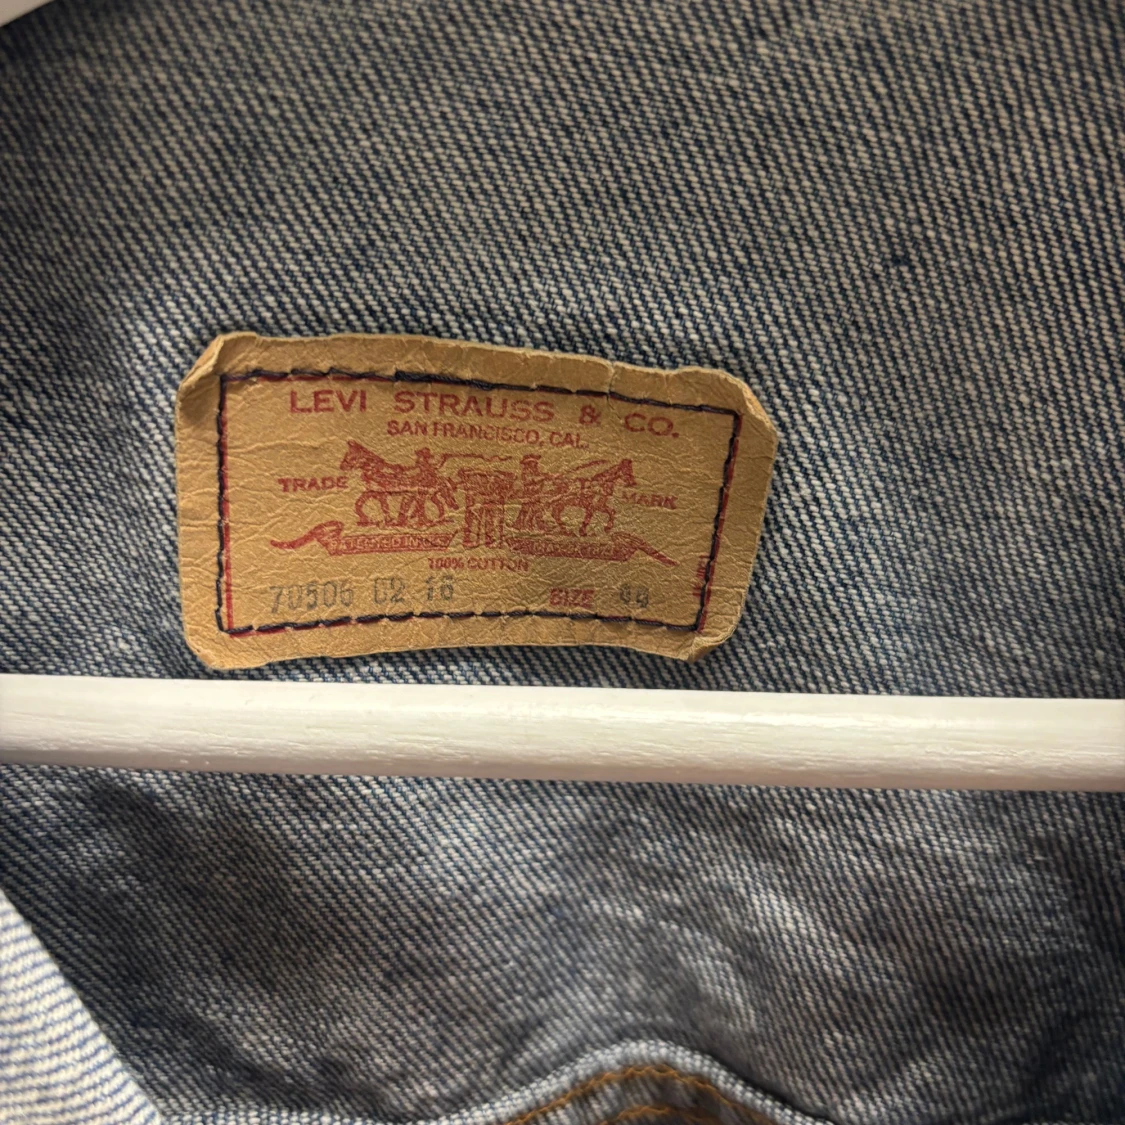 LEVI STRAUSS & CO.
SAN FRANCISCO, CAL.
TRADE MARK
100% COTTON
70506 02 16 SIZE